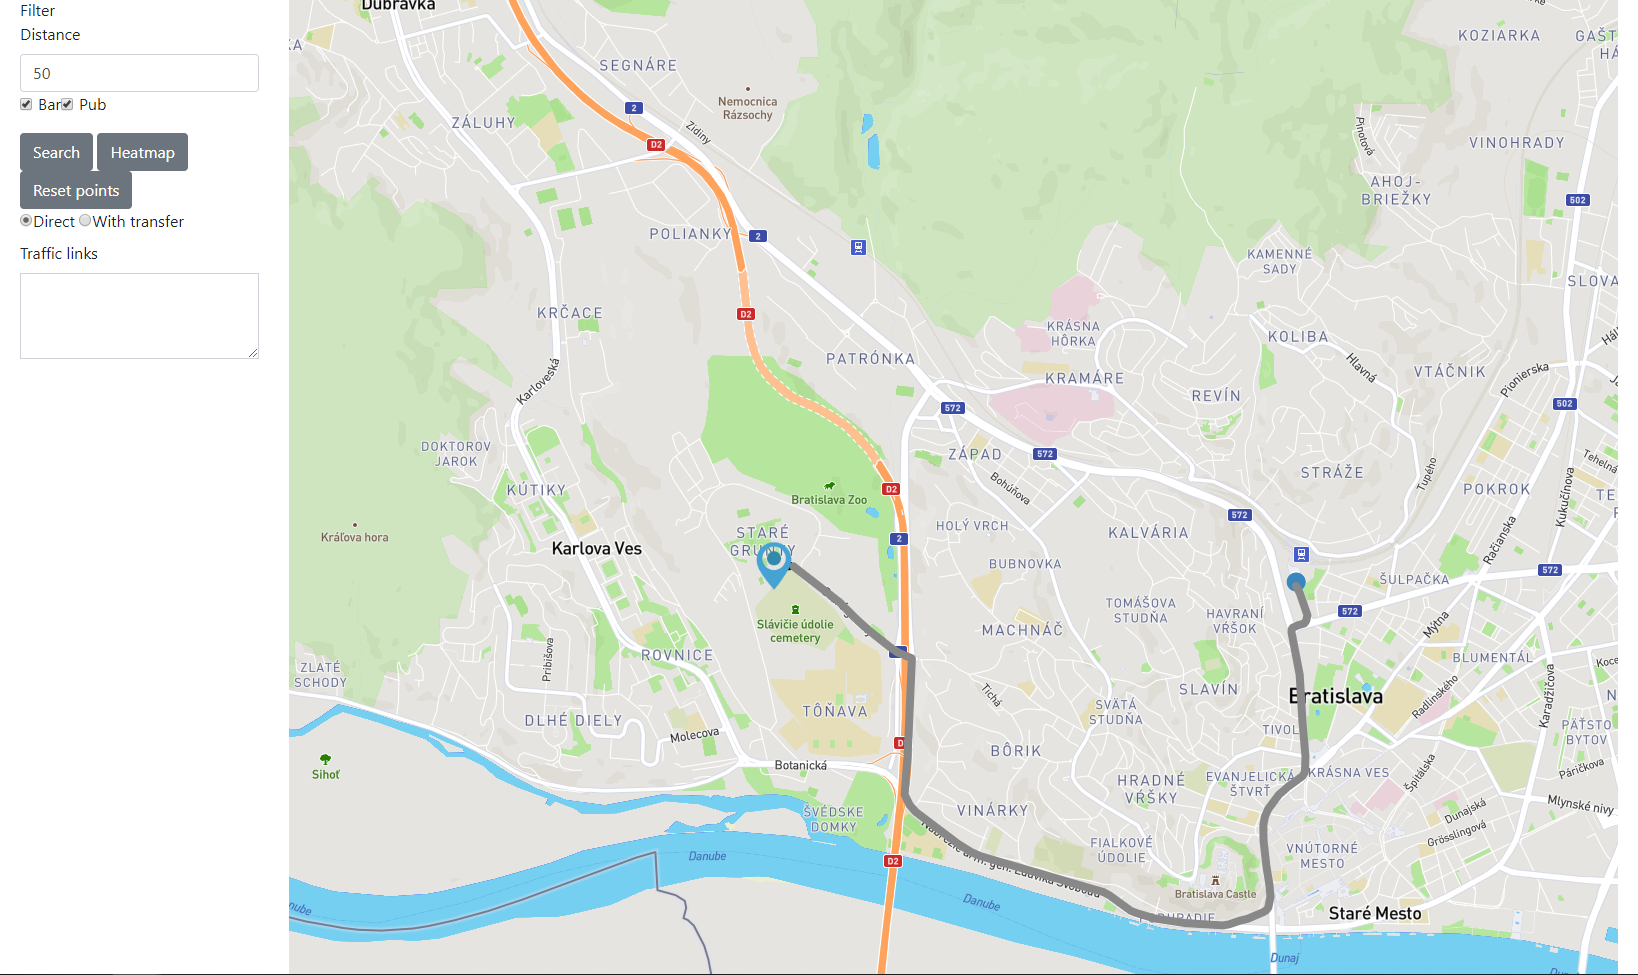 Filter
Distance
50
Bar Pub
Search Heatmap
Reset points
Direct With transfer
Traffic links
Dúbravka
SEGNÁRE
KOZIARKA
2
Nemocnica
Rázsochy
ZÁLUHY
Zidiny
D2
Pinotová
VINOHRADY
AHOJ-
BRIEŽKY
502
POLIANKY
2
KAMENNÉ
SADY
KRČACE
D2
KRÁSNA
HÔRKA
KOLIBA
PATRÓNKA
Hlavná
VTÁČNIK
Pionierska
KRAMÁRE
Karloveská
REVÍN
572
502
DOKTOROV
JAROK
ZÁPAD
572
STRÁŽE
Tupého
Tehelná
KÚTIKY
Bohúňova
D2
Bratislava Zoo
POKROK
Kukučínova
572
HOLÝ VRCH
KALVÁRIA
Račianska
Kráľova hora
STARÉ
Karlova Ves
2
BUBNOVKA
572
ŠULPAČKA
TOMÁŠOVA
STUDŇA
HAVRANÍ
VŔŠOK
572
Slávičie údolie
cemetery
MACHNÁČ
Mýtna
Pribišova
ROVNICE
BLUMENTÁL
ZLATÉ
SCHODY
Tichá
SLAVÍN
Bratislava
Radlinského
Karadžičova
TÔŇAVA
SVÄTÁ
STUDŇA
DLHÉ DIELY
Molecova
TIVOL
PÄŤSTO
BYTOV
D
BÔRIK
Botanická
Sihoť
HRADNÉ
VŔŠKY
EVANJELICKÁ
ŠTVRŤ
KRÁSNA VES
Špitálska
Páričkova
ŠVÉDSKE
DOMKY
VINÁRKY
Dunajská
Mlynské nivy
Grösslingová
FIALKOVÉ
ÚDOLIE
VNÚTORNÉ
MESTO
Danube
D2
Bratislava Castle
Danube
Staré Mesto
Dunaj